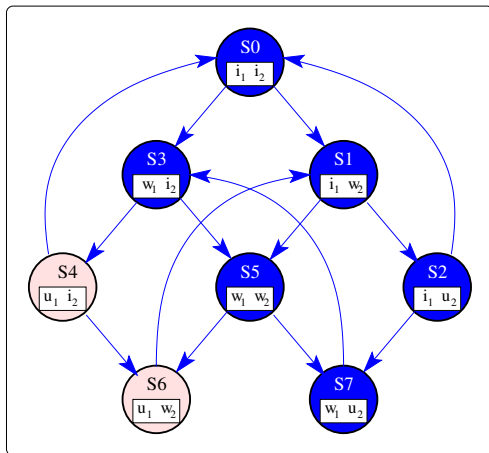 S0
i₁ i₂
S3
w₁ i₂
S1
i₁ w₂
S4
u₁ i₂
S5
w₁ w₂
S2
i₁ u₂
S6
u₁ w₂
S7
w₁ u₂